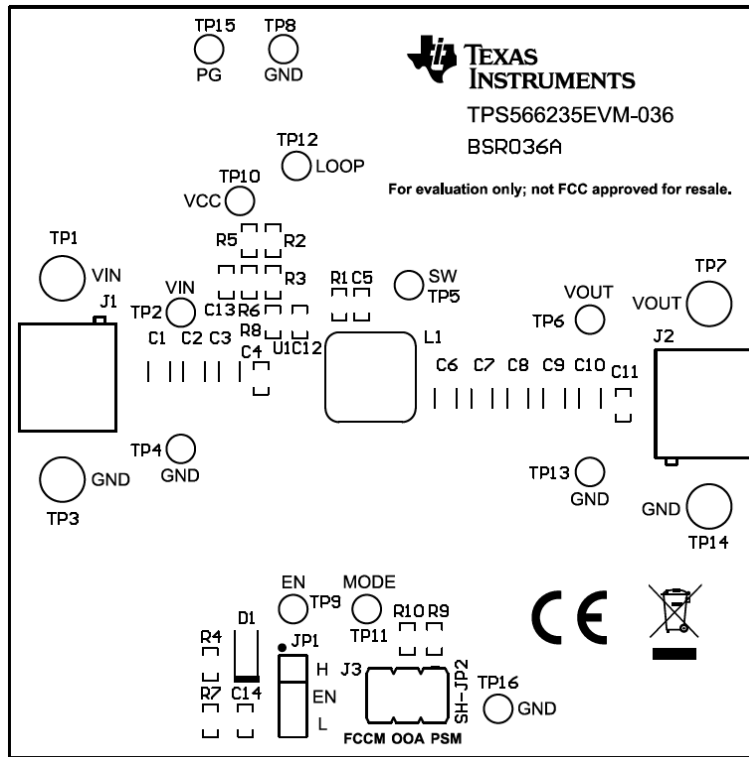 TP15
TP8
PG
GND
TEXAS
INSTRUMENTS
TPS566235EVM-036
BSR036A
TP12
LOOP
TP10
VCC
For evaluation only; not FCC approved for resale.
R5
R2
TP1
VIN
R3
VIN
R1
C5
SW
TP5
TP7
J1
TP2
C13
R6
VOUT
VOUT
TP6
C1
C2
C3
R8
C4
U1
C12
L1
J2
C6
C7
C8
C9
C10
C11
TP4
GND
GND
TP3
TP13
GND
GND
TP14
EN
TP9
MODE
TP11
R10
R9
CE
D1
R4
JP1
H
J3
SH-JP2
R7
C14
EN
L
TP16
GND
FCCM OOA PSM